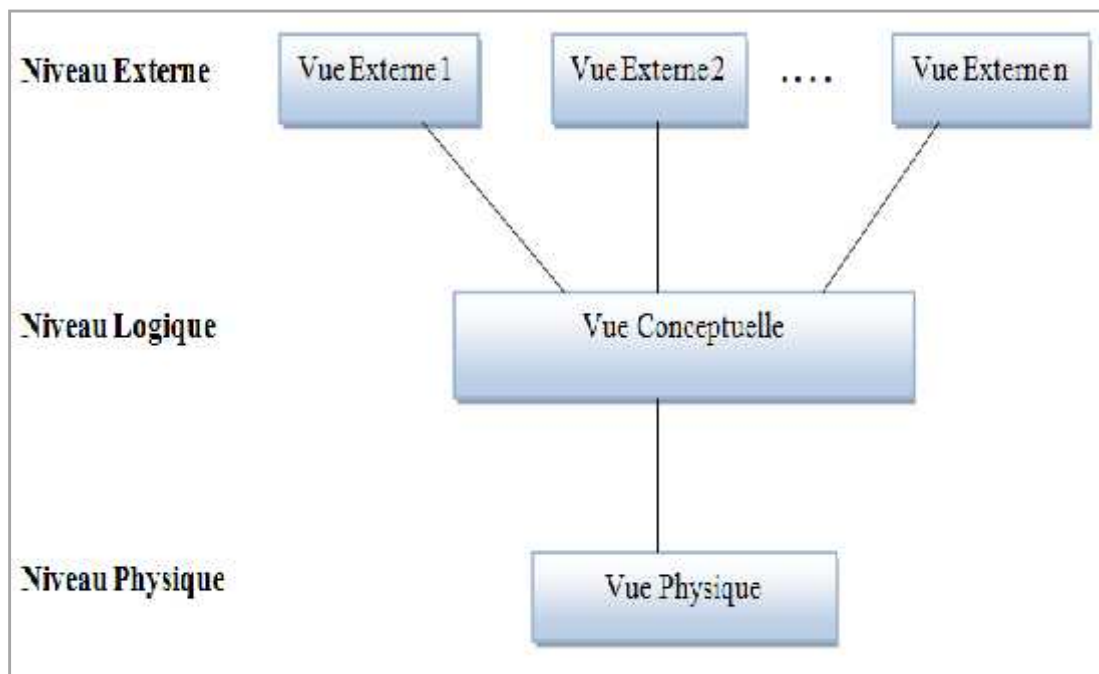 Niveau Externe
Vue Externe 1
Vue Externe 2
....
Vue Externe n
Niveau Logique
Vue Conceptuelle
Niveau Physique
Vue Physique